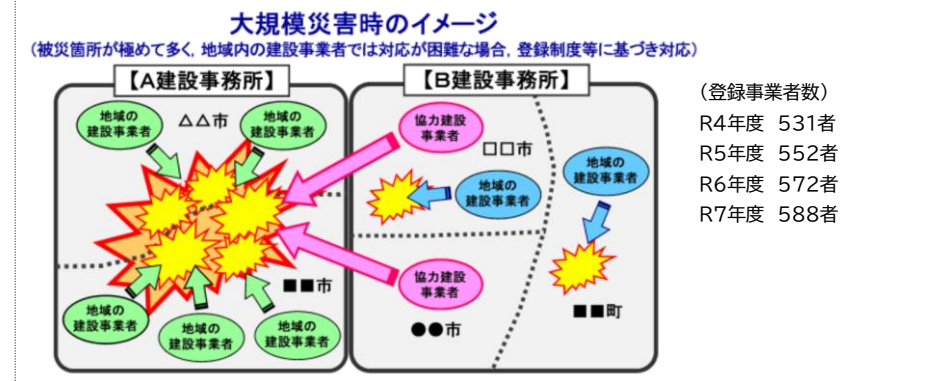 大規模災害時のイメージ
（被災箇所が極めて多く，地域内の建設事業者では対応が困難な場合，登録制度等に基づき対応）
【A建設事務所】
【B建設事務所】
地域の
建設事業者
△△市
地域の
建設事業者
協力建設
事業者
□□市
地域の
建設事業者
地域の
建設事業者
■■市
協力建設
事業者
地域の
建設事業者
地域の
建設事業者
地域の
建設事業者
●●市
■■町
（登録事業者数）
R4年度 531者
R5年度 552者
R6年度 572者
R7年度 588者